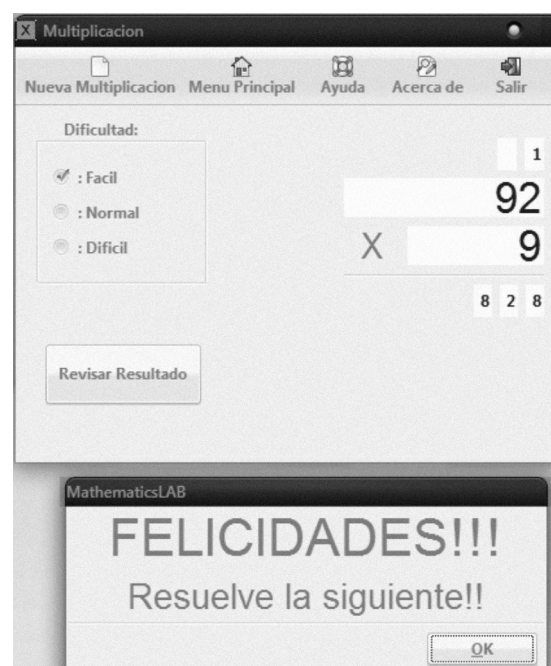 Multiplicacion
Nueva Multiplicacion Menu Principal Ayuda Acerca de Salir
Dificultad:
: Facil
: Normal
: Dificil
1
92
X 9
8 2 8
Revisar Resultado
MathematicsLAB
FELICIDADES!!!
Resuelve la siguiente!!
OK